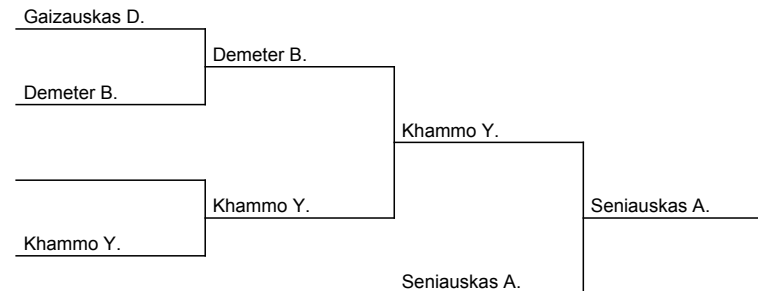 Gaizauskas D.
Demeter B.
Demeter B.
Khammo Y.
Khammo Y.
Seniauskas A.
Khammo Y.
Seniauskas A.